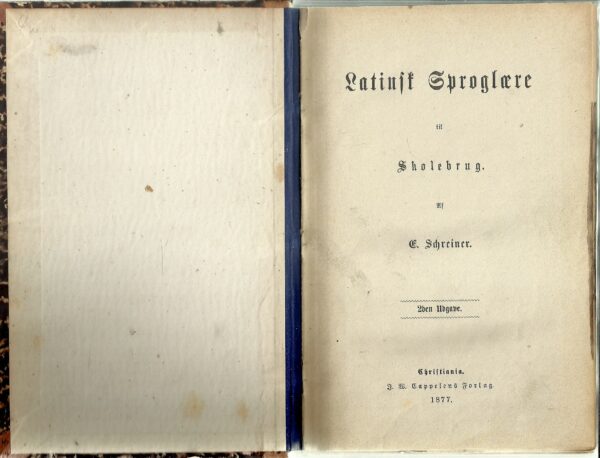 Latinsk Sproglære
til
Skolebrug.
Af
E. Schreiner.
2den Udgave.
Christiania.
J. W. Cappelens Forlag.
1877.